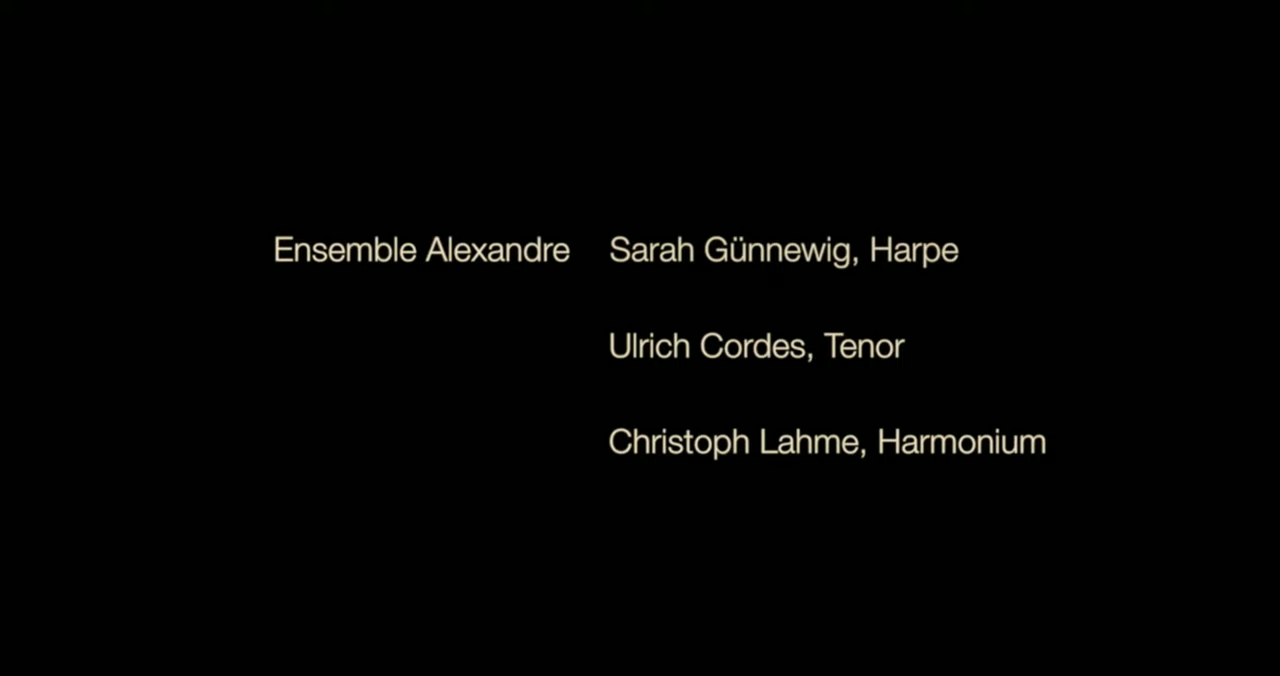 Ensemble Alexandre Sarah Günnewig, Harpe
Ulrich Cordes, Tenor
Christoph Lahme, Harmonium